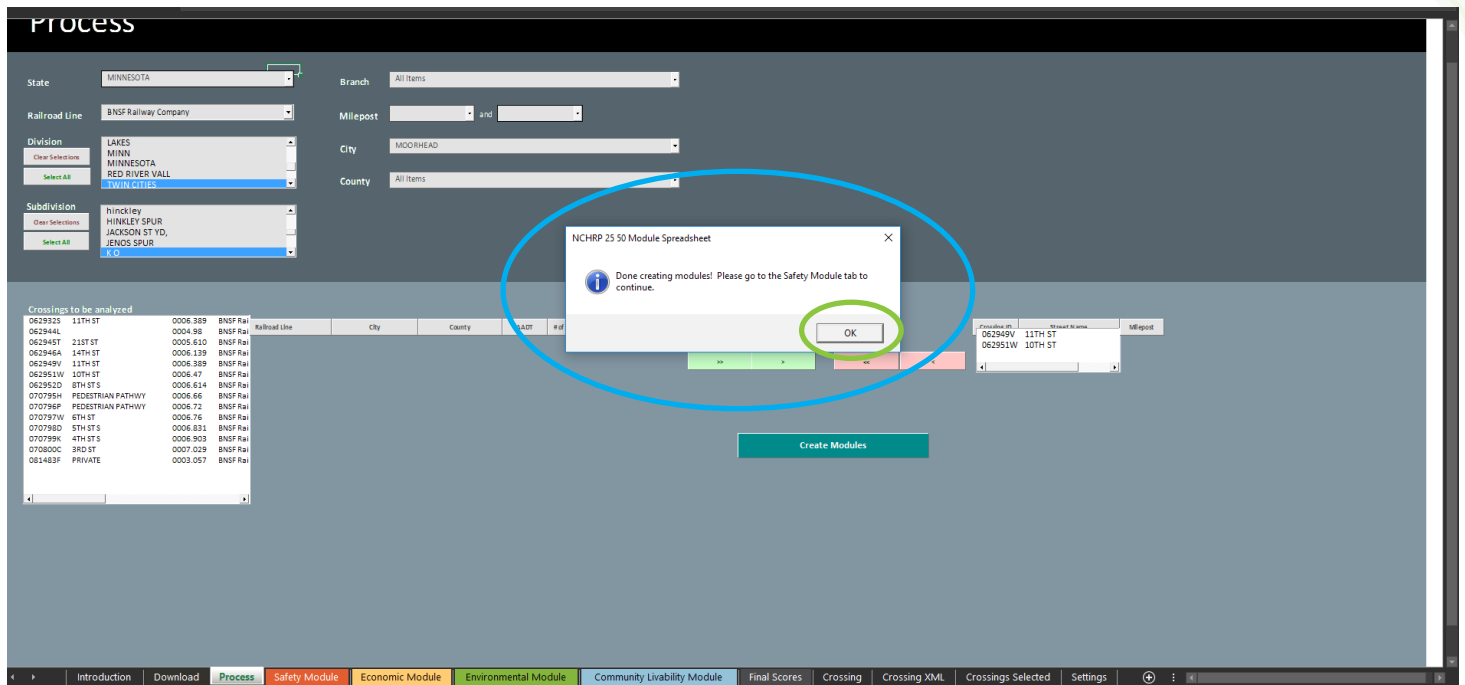 Process
State
MINNESOTA
Branch
All Items
Railroad Line
BNSF Railway Company
Milepost
and
Division
Clear Selections
Select All
LAKES
MINN
MINNESOTA
RED RIVER VALL
TWIN CITIES
City
MOORHEAD
County
All Items
Subdivision
Clear Selections
Select All
hinckley
HINKLEY SPUR
JACKSON ST YD,
JENOS SPUR
K O
NCHRP 25 50 Module Spreadsheet
Done creating modules! Please go to the Safety Module tab to
continue.
OK
Crossings to be analyzed
Railroad Line City County AADT # of
062932S 11TH ST 0006.389 BNSF Rai
062944L 0004.98 BNSF Rai
062945T 21ST ST 0005.610 BNSF Rai
062946A 14TH ST 0006.139 BNSF Rai
062949V 11TH ST 0006.389 BNSF Rai
062951W 10TH ST 0006.47 BNSF Rai
062952D 8TH ST S 0006.614 BNSF Rai
070795H PEDESTRIAN PATHWY 0006.66 BNSF Rai
070796P PEDESTRIAN PATHWY 0006.72 BNSF Rai
070797W 6TH ST 0006.76 BNSF Rai
070798D 5TH ST S 0006.831 BNSF Rai
070799K 4TH ST S 0006.903 BNSF Rai
070800C 3RD ST 0007.029 BNSF Rai
081483F PRIVATE 0003.057 BNSF Rai
>> > << <
Crossing ID Street Name Milepost
062949V 11TH ST
062951W 10TH ST
Create Modules
Introduction Download Process Safety Module Economic Module Environmental Module Community Livability Module Final Scores Crossing Crossing XML Crossings Selected Settings